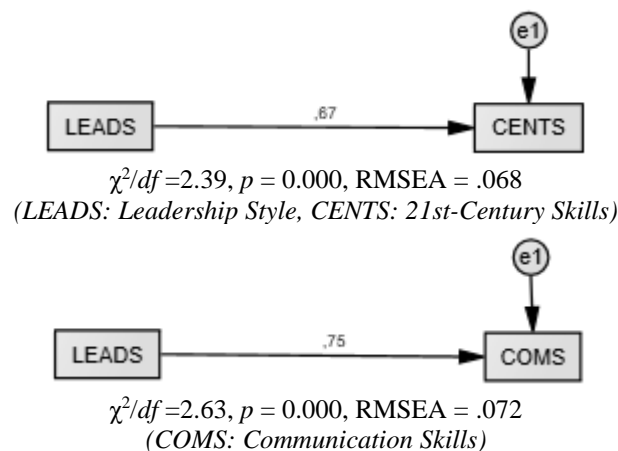 e1
LEADS ,67 CENTS
χ²/df =2.39, p = 0.000, RMSEA = .068
(LEADS: Leadership Style, CENTS: 21st-Century Skills)
e1
LEADS ,75 COMS
χ²/df=2.63, p = 0.000, RMSEA = .072
(COMS: Communication Skills)